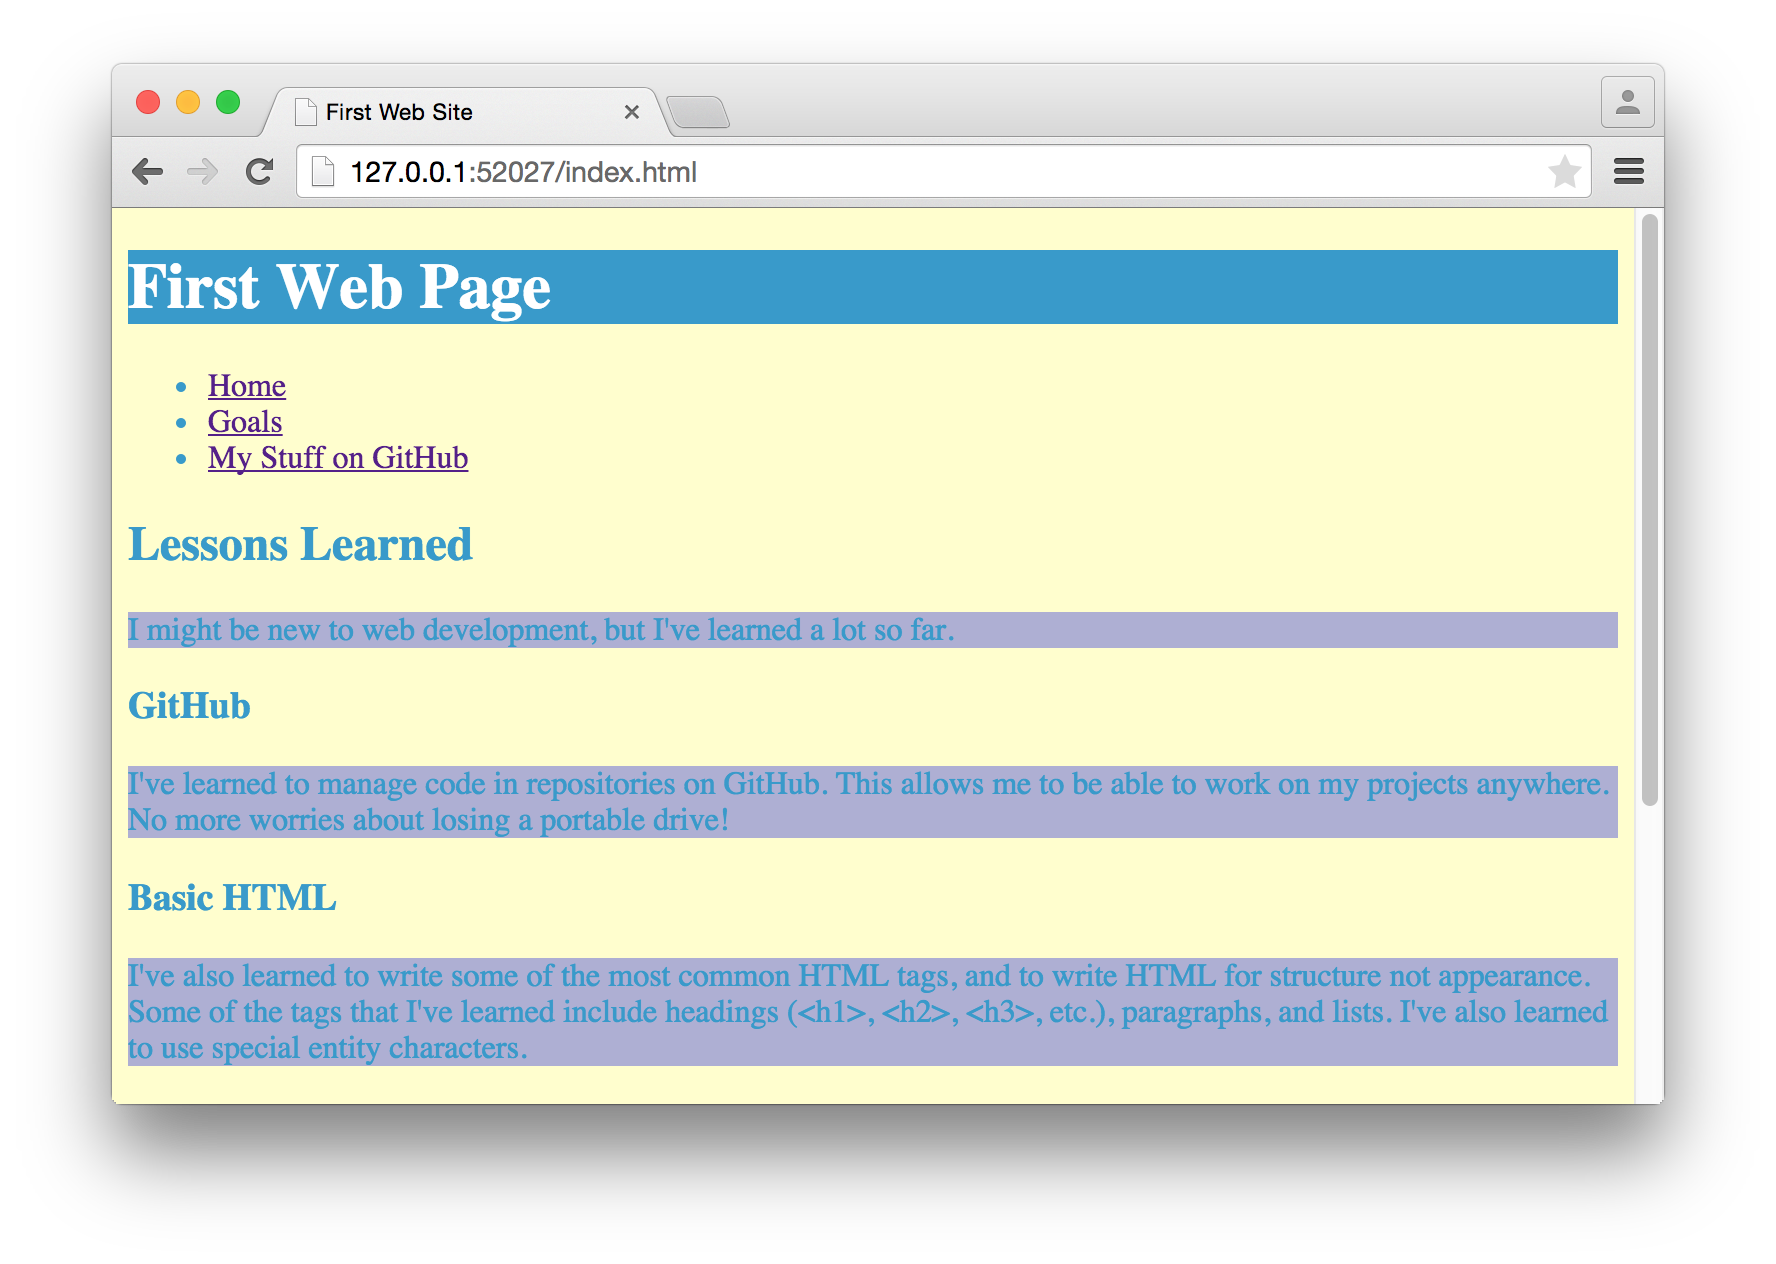 First Web Site
127.0.0.1:52027/index.html
First Web Page
Home
Goals
My Stuff on GitHub
Lessons Learned
I might be new to web development, but I've learned a lot so far.
GitHub
I've learned to manage code in repositories on GitHub. This allows me to be able to work on my projects anywhere.
No more worries about losing a portable drive!
Basic HTML
I've also learned to write some of the most common HTML tags, and to write HTML for structure not appearance.
Some of the tags that I've learned include headings (<h1>, <h2>, <h3>, etc.), paragraphs, and lists. I've also learned
to use special entity characters.